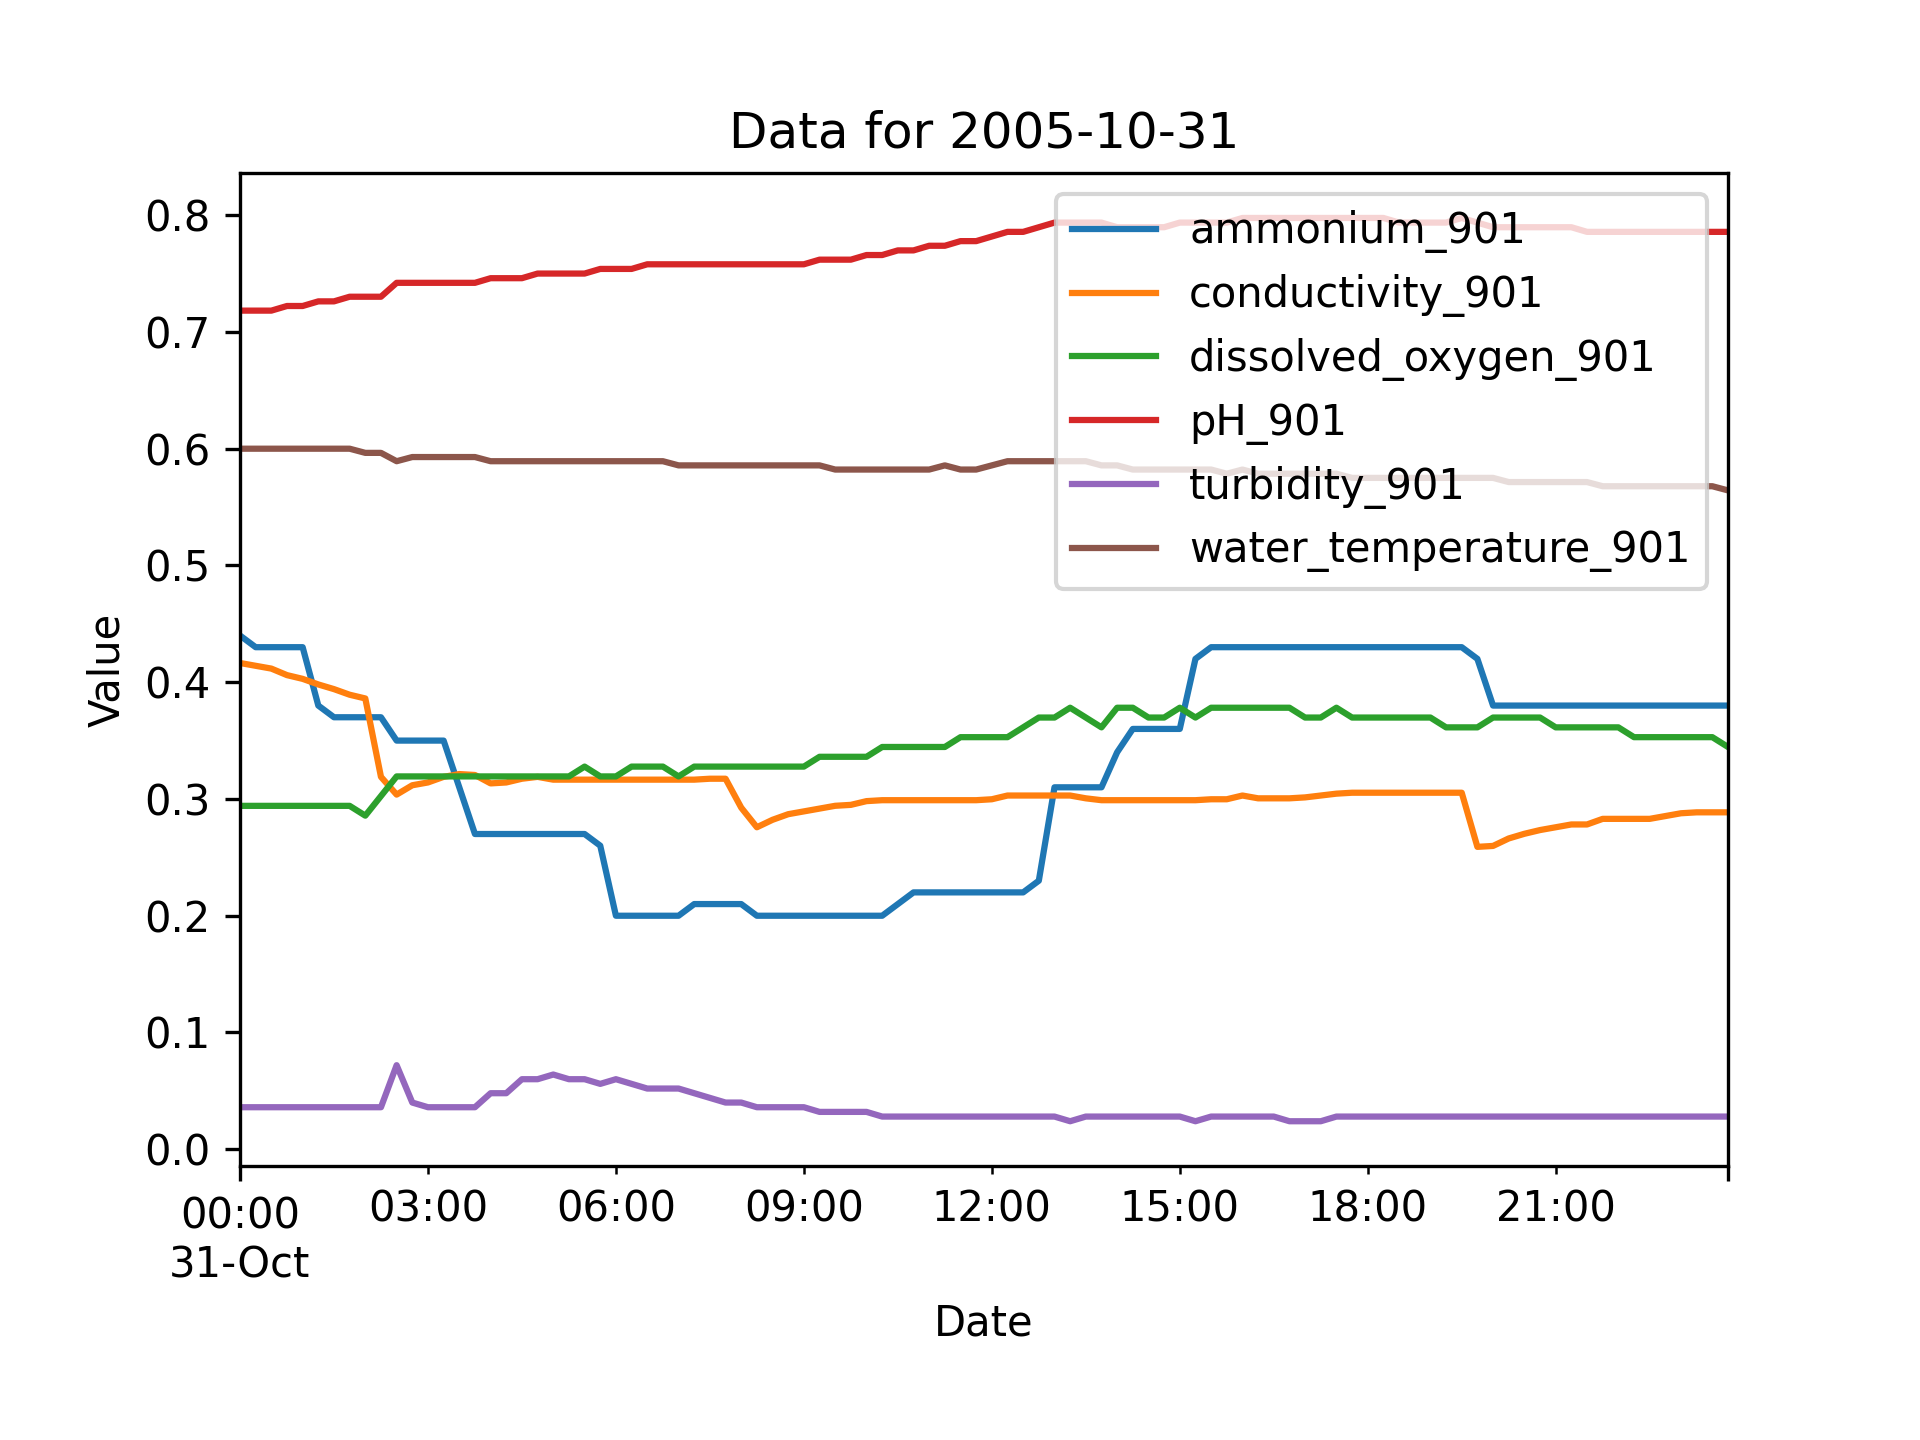 Data for 2005-10-31
ammonium_901
conductivity_901
dissolved_oxygen_901
pH_901
turbidity_901
water_temperature_901
Value
0.8
0.7
0.6
0.5
0.4
0.3
0.2
0.1
0.0
00:00 03:00 06:00 09:00 12:00 15:00 18:00 21:00
31-Oct
Date